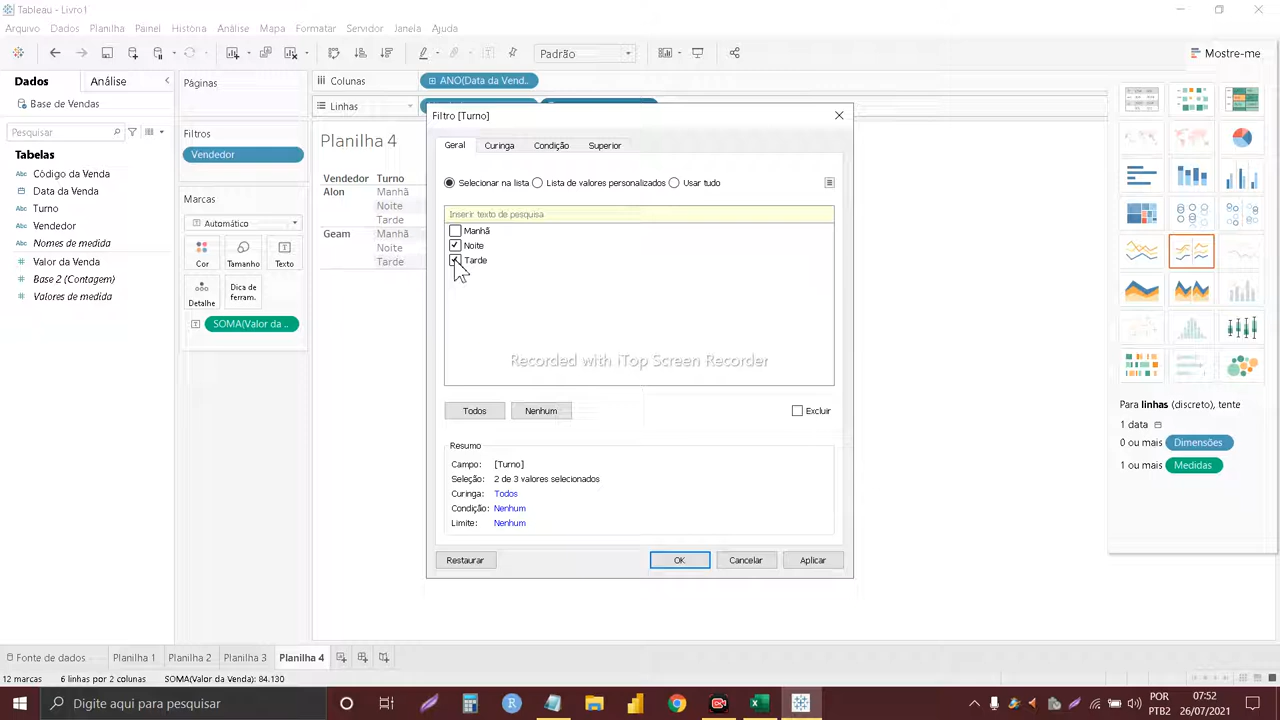 Tableau - Livro1
Arquivo Dados Planilha Painel História Análise Mapa Formatar Servidor Janela Ajuda
Padrão
Mostre-me
Dados Análise
Base de Vendas
Pesquisar
Tabelas
Abc Código da Venda
Data da Venda
Abc Turno
Abc Vendedor
Abc Nomes de medida
# Valor da Venda
# Base 2 (Contagem)
# Valores de medida
Páginas
Filtros
Vendedor
Marcas
Automático
Cor Tamanho Texto
Detalhe Dica de ferram.
SOMA(Valor da ..
Colunas ANO(Data da Vend..
Linhas
Planilha 4
Vendedor Turno
Alon Manhã
Noite
Tarde
Geam Manhã
Noite
Tarde
Filtro [Turno]
Geral Curinga Condição Superior
Selecionar na lista Lista de valores personalizados Usar tudo
Inserir texto de pesquisa
Manhã
Noite
Tarde
Recorded with iTop Screen Recorder
Todos Nenhum Excluir
Resumo
Campo: [Turno]
Seleção: 2 de 3 valores selecionados
Curinga: Todos
Condição: Nenhum
Limite: Nenhum
Restaurar OK Cancelar Aplicar
Para linhas (discreto), tente
1 data
0 ou mais Dimensões
1 ou mais Medidas
Fonte de dados Planilha 1 Planilha 2 Planilha 3 Planilha 4
12 marcas 6 linhas por 2 colunas SOMA(Valor da Venda): 84.130
Digite aqui para pesquisar
POR 07:52
PTB2 26/07/2021